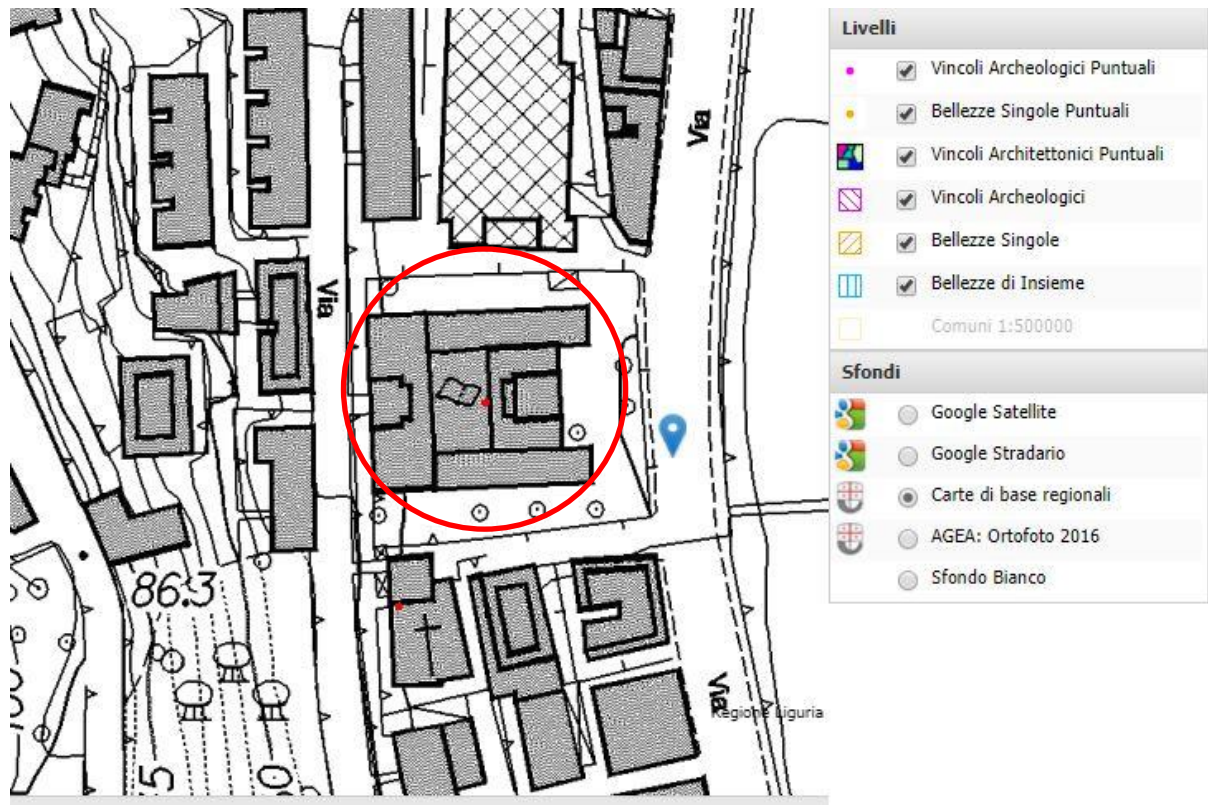 Via
Via
86.3
Via
Regione Liguria
Livelli
Vincoli Archeologici Puntuali
Bellezze Singole Puntuali
Vincoli Architettonici Puntuali
Vincoli Archeologici
Bellezze Singole
Bellezze di Insieme
Comuni 1:500000
Sfondi
Google Satellite
Google Stradario
Carte di base regionali
AGEA: Ortofoto 2016
Sfondo Bianco